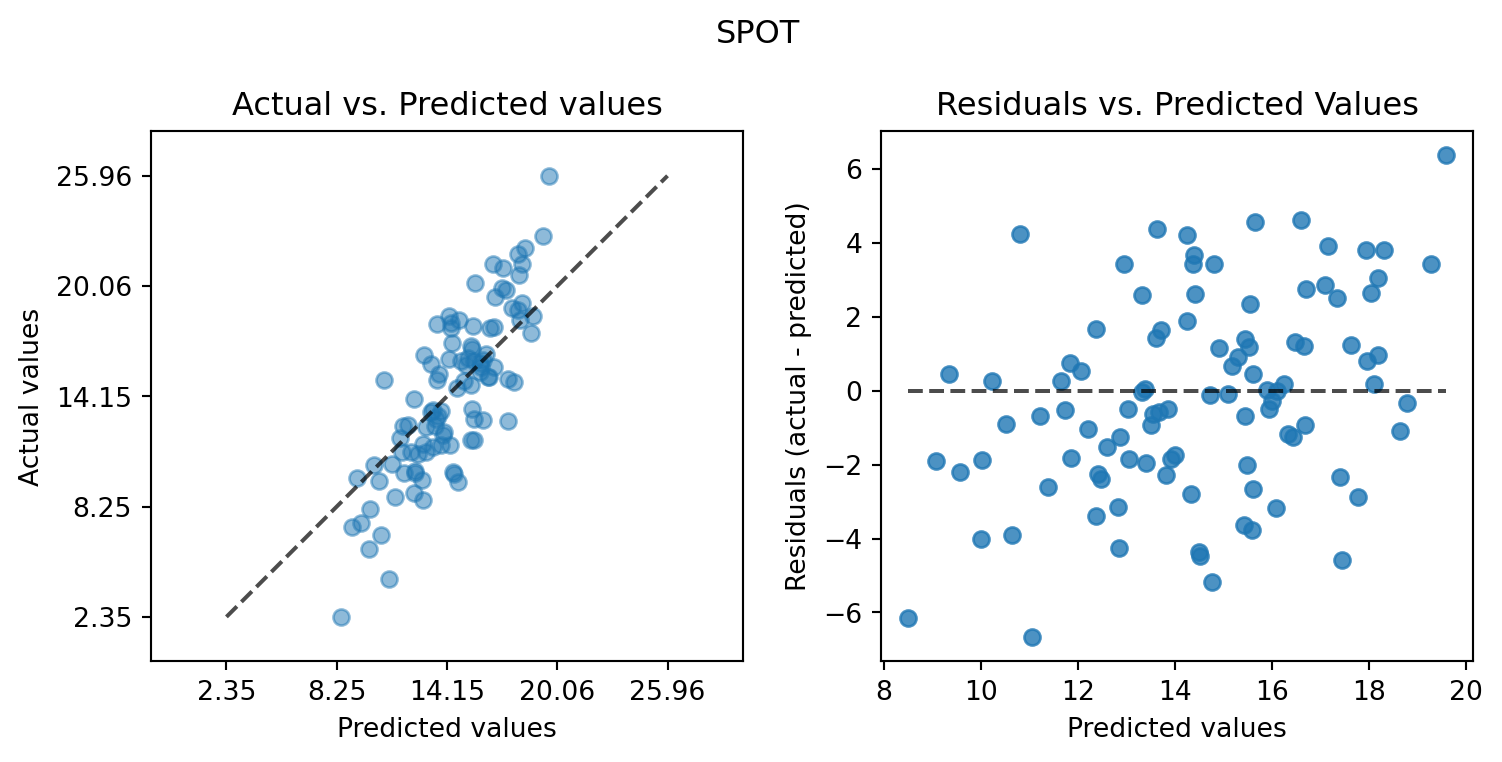 SPOT
Actual vs. Predicted values
Actual values
25.96
20.06
14.15
8.25
2.35
2.35 8.25 14.15 20.06 25.96
Predicted values
Residuals vs. Predicted Values
Residuals (actual - predicted)
6
4
2
0
−2
−4
−6
8 10 12 14 16 18 20
Predicted values